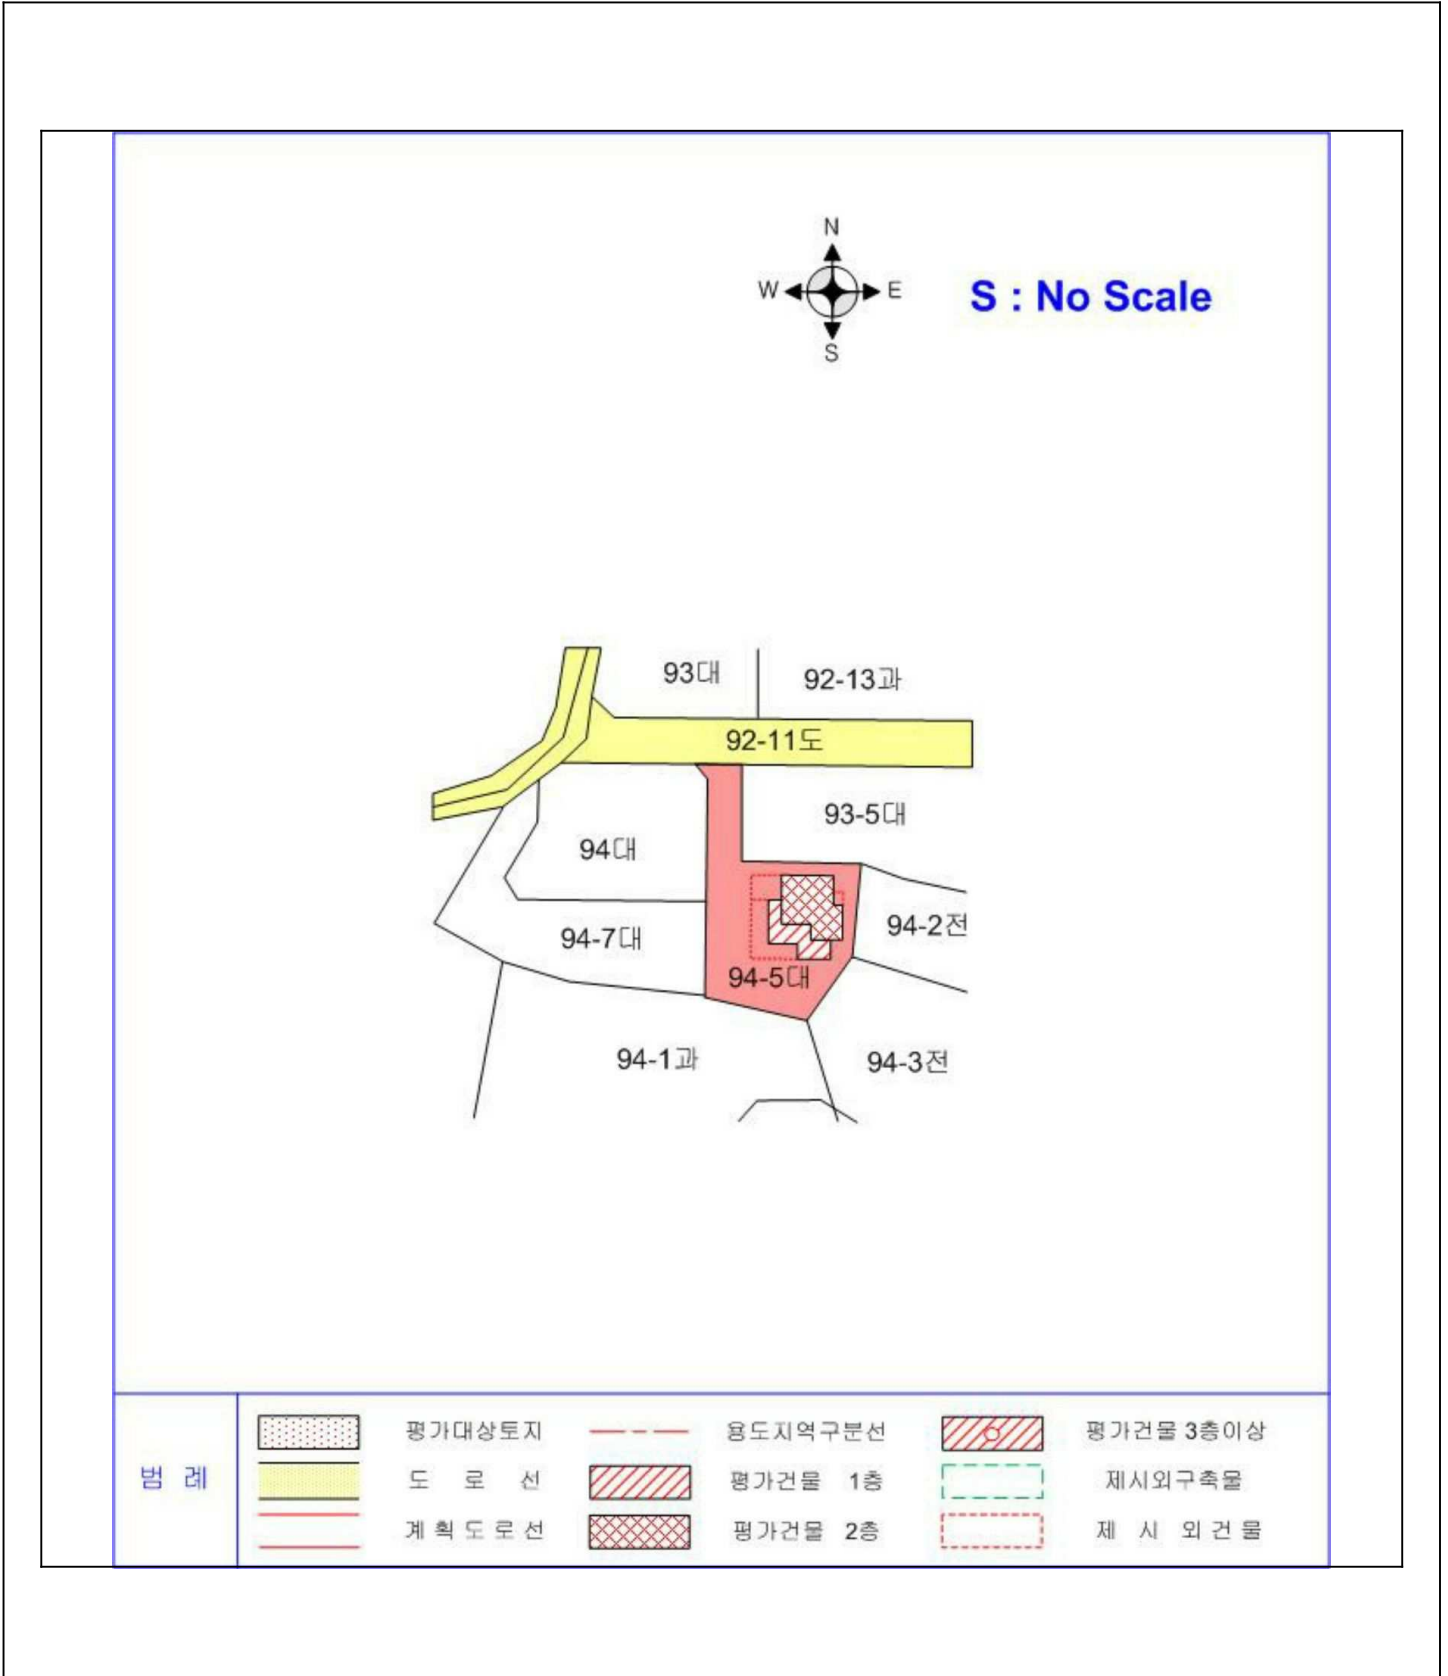 N
W E
S
S : No Scale
93대
92-13과
92-11도
93-5대
94대
94-2전
94-7대
94-5대
94-1과
94-3전
범 례
평가대상토지
용도지역구분선
평가건물 3층이상
도 로 선
평가건물 1층
제시외구축물
계 획 도 로 선
평가건물 2층
제 시 외 건 물